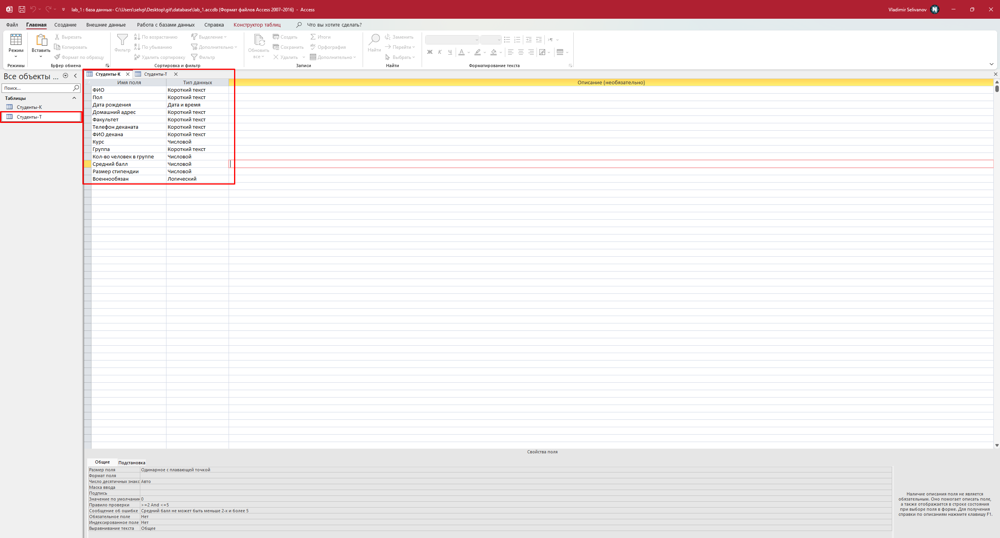 lab_1 : база данных- C:\Users\selvp\Desktop\git\database\lab_1.accdb (Формат файлов Access 2007–2016) - Access
Vladimir Selivanov
Файл Главная Создание Внешние данные Работа с базами данных Справка Конструктор таблиц Что вы хотите сделать?
Режим
Режимы
Вставить
Вырезать
Копировать
Формат по образцу
Буфер обмена
Фильтр
По возрастанию
По убыванию
Удалить сортировку
Выделение
Дополнительно
Фильтр
Сортировка и фильтр
Обновить
все
Создать
Сохранить
Удалить
Итоги
Орфография
Дополнительно
Записи
Найти
Заменить
Перейти
Выбрать
Найти
Ж К Ч А
Форматирование текста
Все объекты ...
Поиск...
Таблицы
Студенты-К
Студенты-Т
Студенты-К Студенты-Т
Имя поля Тип данных Описание (необязательно)
ФИО Короткий текст
Пол Короткий текст
Дата рождения Дата и время
Домашний адрес Короткий текст
Факультет Короткий текст
Телефон деканата Короткий текст
ФИО декана Короткий текст
Курс Числовой
Группа Короткий текст
Кол-во человек в группе Числовой
Средний балл Числовой
Размер стипендии Числовой
Военнообязан Логический
Свойства поля
Общие Подстановка
Размер поля Одинарное с плавающей точкой
Формат поля
Число десятичных знако Авто
Маска ввода
Подпись
Значение по умолчани 0
Правило проверки >=2 And <=5
Сообщение об ошибке Средний балл не может быть меньше 2-х и более 5
Обязательное поле Нет
Индексированное поле Нет
Выравнивание текста Общее
Наличие описания поля не является
обязательным. Оно помогает описать поле,
а также отображается в строке состояния
при выборе поля в форме. Для получения
справки по описаниям нажмите клавишу F1.